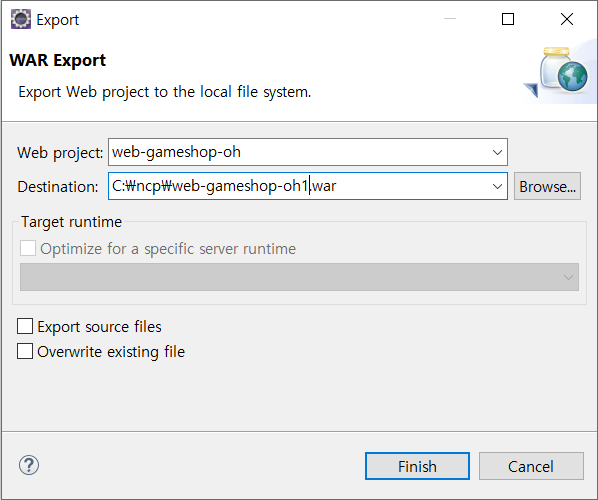 Export
WAR Export
Export Web project to the local file system.
Web project: web-gameshop-oh
Destination: C:₩ncp₩web-gameshop-oh1.war Browse...
Target runtime
Optimize for a specific server runtime
Export source files
Overwrite existing file
? Finish Cancel